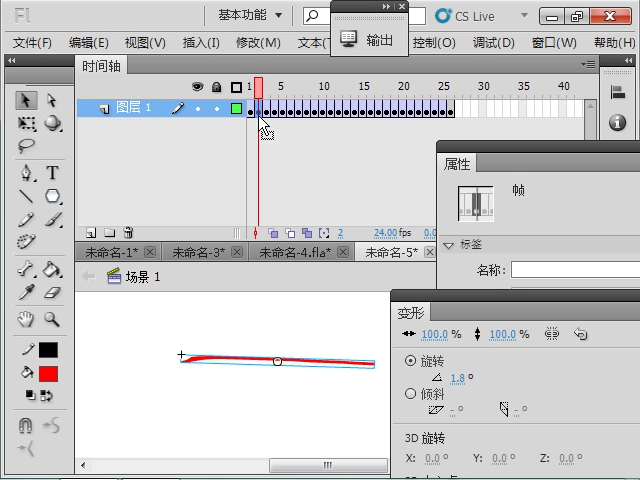 Fl 基本功能 CS Live
文件(F) 编辑(E) 视图(V) 插入(I) 修改(M) 文本(T 输出 控制(O) 调试(D) 窗口(W) 帮助(H)
时间轴
1 5 10 15 20 25 30 35 40
图层 1
2 24.00 fps 0.0
未命名-1* 未命名-3* 未命名-4.fla* 未命名-5*
场景 1
属性
帧
标签
名称:
变形
100.0 % 100.0 %
旋转
1.8 °
倾斜
- ° - °
3D 旋转
X: 0.0 ° Y: 0.0 ° Z: 0.0 °